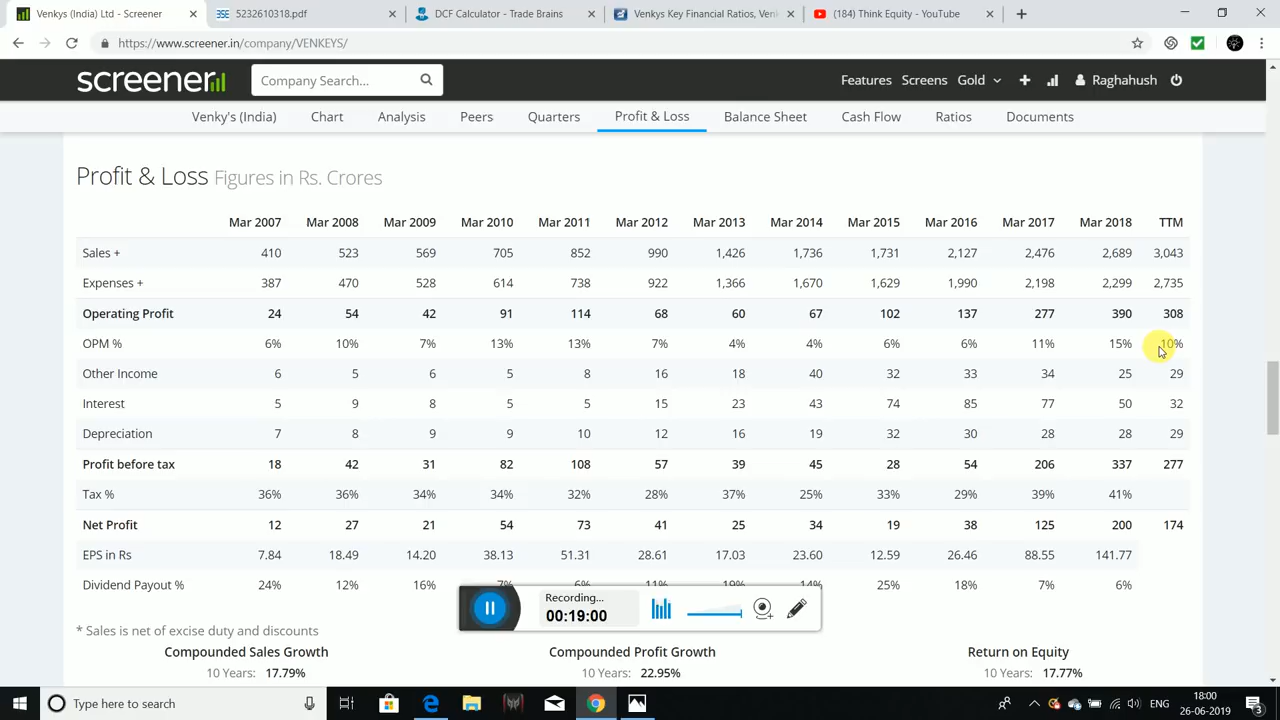 Venkys (India) Ltd - Screener
5232610318.pdf
DCF Calculator - Trade Brains
Venkys Key Financial Ratios, Venk
(184) Think Equity - YouTube
https://www.screener.in/company/VENKEYS/
screener
Company Search...
Features Screens Gold
Raghahush
Venky's (India) Chart Analysis Peers Quarters Profit & Loss Balance Sheet Cash Flow Ratios Documents
Profit & Loss Figures in Rs. Crores
Mar 2007 Mar 2008 Mar 2009 Mar 2010 Mar 2011 Mar 2012 Mar 2013 Mar 2014 Mar 2015 Mar 2016 Mar 2017 Mar 2018 TTM
Sales + 410 523 569 705 852 990 1,426 1,736 1,731 2,127 2,476 2,689 3,043
Expenses + 387 470 528 614 738 922 1,366 1,670 1,629 1,990 2,198 2,299 2,735
Operating Profit 24 54 42 91 114 68 60 67 102 137 277 390 308
OPM % 6% 10% 7% 13% 13% 7% 4% 4% 6% 6% 11% 15% 10%
Other Income 6 5 6 5 8 16 18 40 32 33 34 25 29
Interest 5 9 8 5 5 15 23 43 74 85 77 50 32
Depreciation 7 8 9 9 10 12 16 19 32 30 28 28 29
Profit before tax 18 42 31 82 108 57 39 45 28 54 206 337 277
Tax % 36% 36% 34% 34% 32% 28% 37% 25% 33% 29% 39% 41%
Net Profit 12 27 21 54 73 41 25 34 19 38 125 200 174
EPS in Rs 7.84 18.49 14.20 38.13 51.31 28.61 17.03 23.60 12.59 26.46 88.55 141.77
Dividend Payout % 24% 12% 16% 7% 6% 11% 19% 14% 25% 18% 7% 6%
Recording...
00:19:00
* Sales is net of excise duty and discounts
Compounded Sales Growth
10 Years: 17.79%
Compounded Profit Growth
10 Years: 22.95%
Return on Equity
10 Years: 17.77%
Type here to search
ENG
18:00
26-06-2019
3